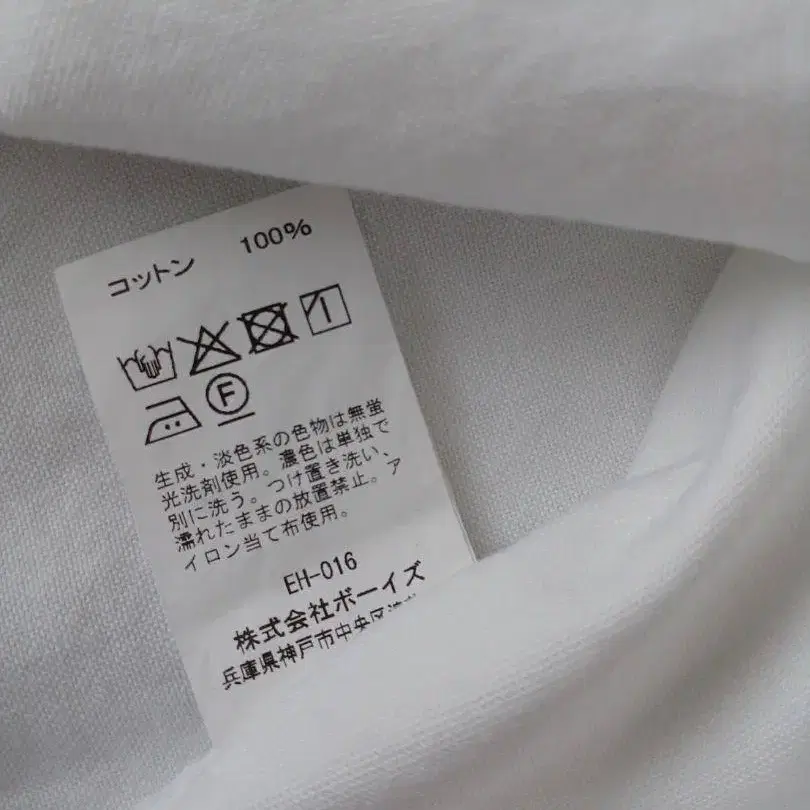 コットン 100%
F
生成・淡色系の色物は無蛍
光洗剤使用。濃色は単独で
別に洗う。つけ置き洗い、
濡れたままの放置禁止。ア
イロン当て布使用。
EH-016
株式会社ボーイズ
兵庫県神戸市中央区